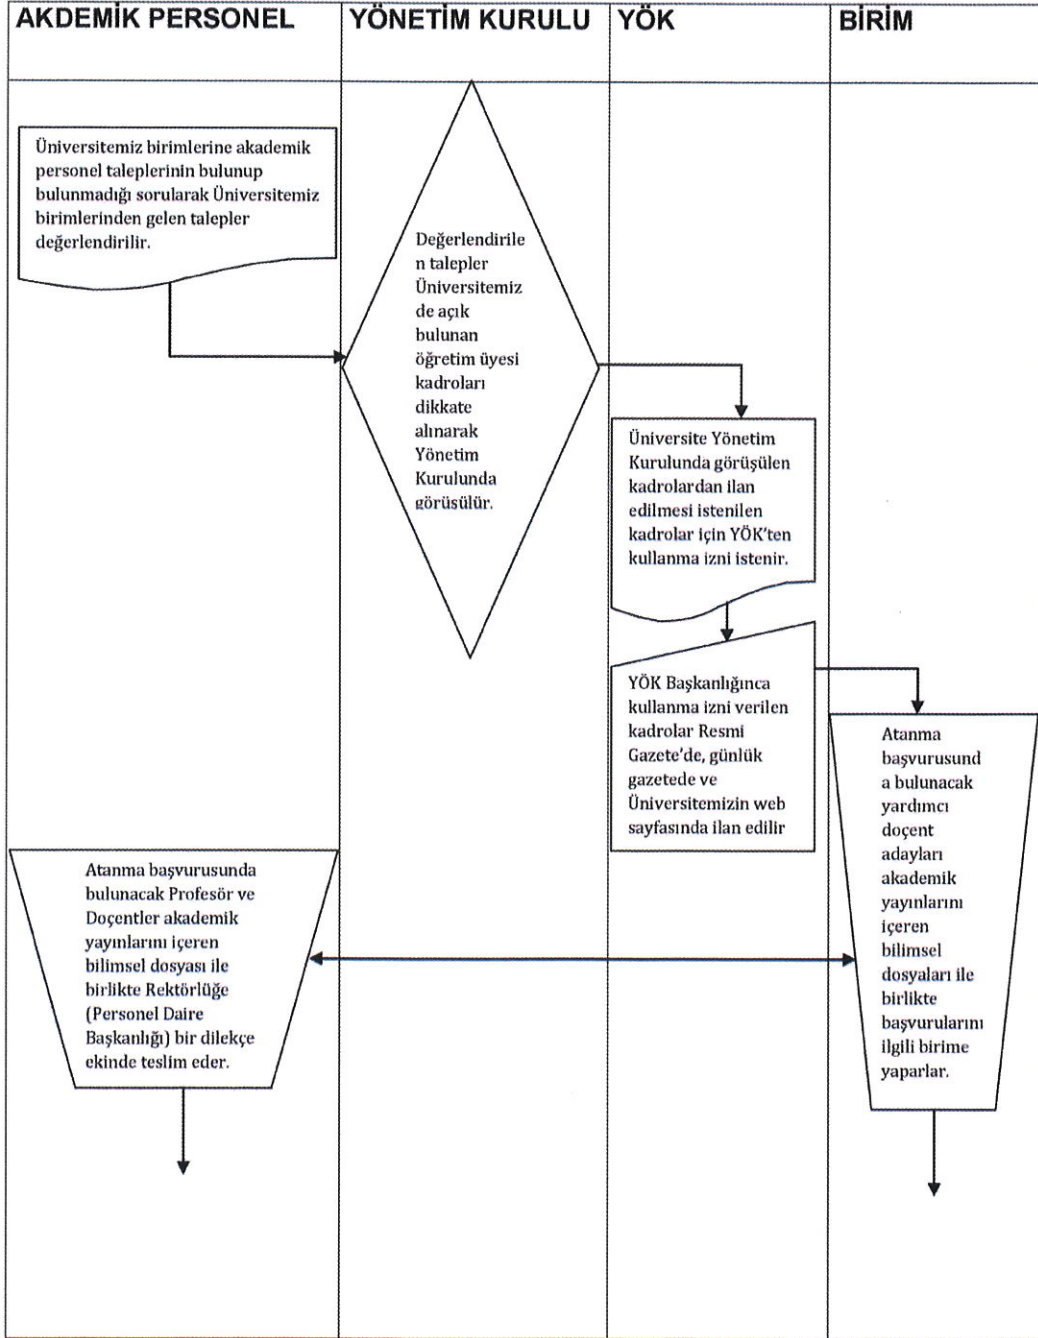 AKDEMİK PERSONEL
YÖNETİM KURULU
YÖK
BİRİM
Üniversitemiz birimlerine akademik
personel taleplerinin bulunup
bulunmadığı sorularak Üniversitemiz
birimlerinden gelen talepler
değerlendirilir.
Değerlendirile
n talepler
Üniversitemiz
de açık
bulunan
öğretim üyesi
kadroları
dikkate
alınarak
Yönetim
Kurulunda
görüşülür.
Üniversite Yönetim
Kurulunda görüşülen
kadrolardan ilan
edilmesi istenilen
kadrolar için YÖK'ten
kullanma izni istenir.
YÖK Başkanlığınca
kullanma izni verilen
kadrolar Resmi
Gazete'de, günlük
gazetede ve
Üniversitemizin web
sayfasında ilan edilir
Atanma
başvurusund
a bulunacak
yardımcı
doçent
adayları
akademik
yayınlarını
içeren
bilimsel
dosyaları ile
birlikte
başvurularını
ilgili birime
yaparlar.
Atanma başvurusunda
bulunacak Profesör ve
Doçentler akademik
yayınlarını içeren
bilimsel dosyası ile
birlikte Rektörlüğe
(Personel Daire
Başkanlığı) bir dilekçe
ekinde teslim eder.